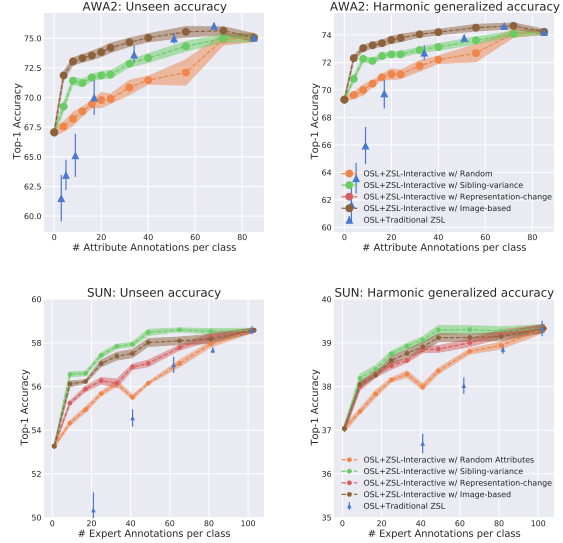 AWA2: Unseen accuracy
Top-1 Accuracy
75.0
72.5
70.0
67.5
65.0
62.5
60.0
0 20 40 60 80
# Attribute Annotations per class
AWA2: Harmonic generalized accuracy
Top-1 Accuracy
74
72
70
68
66
64
62
60
OSL+ZSL-Interactive w/ Random
OSL+ZSL-Interactive w/ Sibling-variance
OSL+ZSL-Interactive w/ Representation-change
OSL+ZSL-Interactive w/ Image-based
OSL+Traditional ZSL
0 20 40 60 80
# Attribute Annotations per class
SUN: Unseen accuracy
Top-1 Accuracy
60
58
56
54
52
50
0 20 40 60 80 100
# Expert Annotations per class
SUN: Harmonic generalized accuracy
Top-1 Accuracy
40
39
38
37
36
35
OSL+ZSL-Interactive w/ Random Attributes
OSL+ZSL-Interactive w/ Sibling-variance
OSL+ZSL-Interactive w/ Representation-change
OSL+ZSL-Interactive w/ Image-based
OSL+Traditional ZSL
0 20 40 60 80 100
# Expert Annotations per class